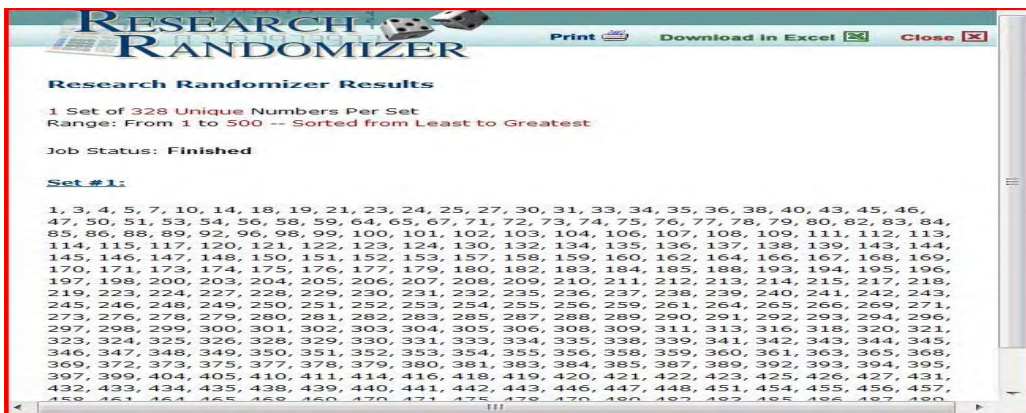 RESEARCH
RANDOMIZER
Print Download in Excel Close
Research Randomizer Results
1 Set of 328 Unique Numbers Per Set
Range: From 1 to 500 -- Sorted from Least to Greatest
Job Status: Finished
Set #1:
1, 3, 4, 5, 7, 10, 14, 18, 19, 21, 23, 24, 25, 27, 30, 31, 33, 34, 35, 36, 38, 40, 43, 45, 46,
47, 50, 51, 53, 54, 56, 58, 59, 64, 65, 67, 71, 72, 73, 74, 75, 76, 77, 78, 79, 80, 82, 83, 84,
85, 86, 88, 89, 92, 96, 98, 99, 100, 101, 102, 103, 104, 106, 107, 108, 109, 111, 112, 113,
114, 115, 117, 120, 121, 122, 123, 124, 130, 132, 134, 135, 136, 137, 138, 139, 143, 144,
145, 146, 147, 148, 150, 151, 152, 153, 157, 158, 159, 160, 162, 164, 166, 167, 168, 169,
170, 171, 173, 174, 175, 176, 177, 179, 180, 182, 183, 184, 185, 188, 193, 194, 195, 196,
197, 198, 200, 203, 204, 205, 206, 207, 208, 209, 210, 211, 212, 213, 214, 215, 217, 218,
219, 223, 224, 227, 228, 229, 230, 231, 232, 235, 236, 237, 238, 239, 240, 241, 242, 243,
245, 246, 248, 249, 250, 251, 252, 253, 254, 255, 256, 259, 261, 264, 265, 266, 269, 271,
273, 276, 278, 279, 280, 281, 282, 283, 285, 287, 288, 289, 290, 291, 292, 293, 294, 296,
297, 298, 299, 300, 301, 302, 303, 304, 305, 306, 308, 309, 311, 313, 316, 318, 320, 321,
323, 324, 325, 326, 328, 329, 330, 331, 333, 334, 335, 338, 339, 341, 342, 343, 344, 345,
346, 347, 348, 349, 350, 351, 352, 353, 354, 355, 356, 358, 359, 360, 361, 363, 365, 368,
369, 372, 373, 375, 377, 378, 379, 380, 381, 383, 384, 385, 387, 389, 392, 393, 394, 395,
397, 399, 404, 405, 410, 411, 414, 416, 418, 419, 420, 421, 422, 423, 425, 426, 427, 431,
432, 433, 434, 435, 438, 439, 440, 441, 442, 443, 446, 447, 448, 451, 454, 455, 456, 457,